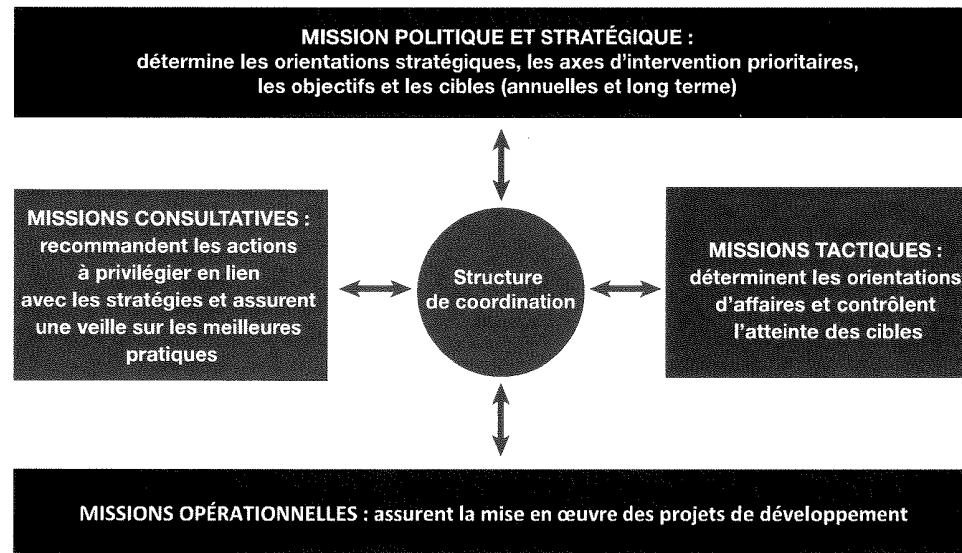 MISSION POLITIQUE ET STRATÉGIQUE :
détermine les orientations stratégiques, les axes d'intervention prioritaires,
les objectifs et les cibles (annuelles et long terme)
MISSIONS CONSULTATIVES :
recommandent les actions
à privilégier en lien
avec les stratégies et assurent
une veille sur les meilleures
pratiques
Structure
de coordination
MISSIONS TACTIQUES :
déterminent les orientations
d'affaires et contrôlent
l'atteinte des cibles
MISSIONS OPÉRATIONNELLES : assurent la mise en œuvre des projets de développement